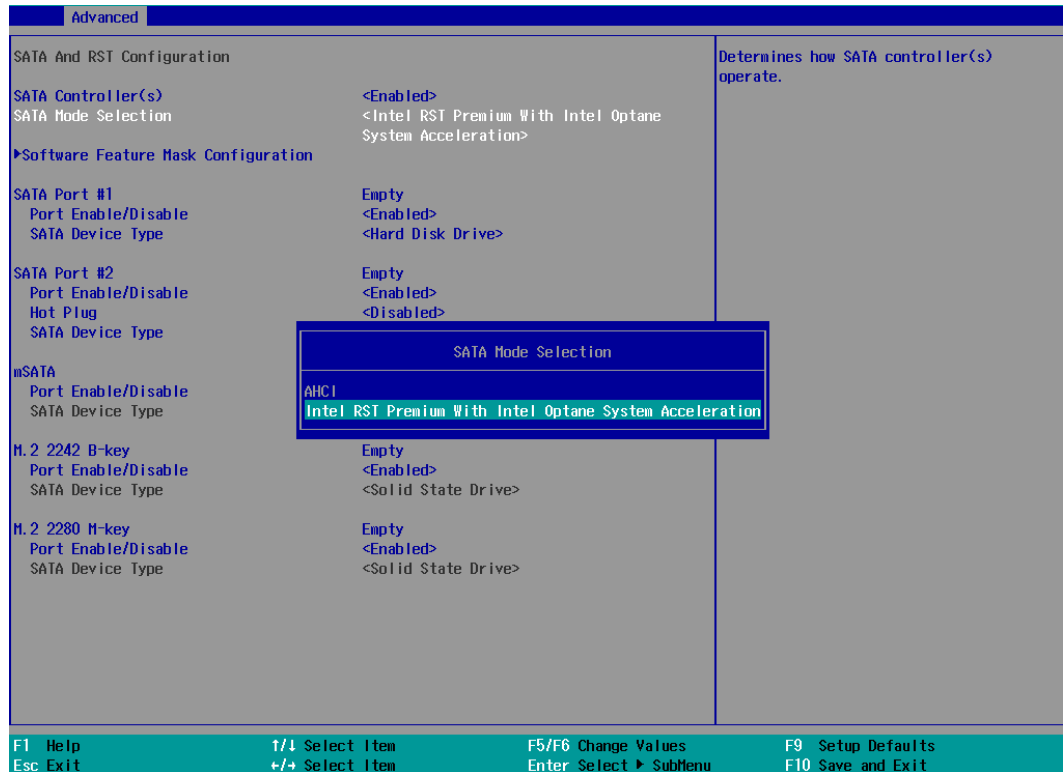 Advanced
SATA And RST Configuration
Determines how SATA controller(s)
operate.
SATA Controller(s) <Enabled>
SATA Mode Selection <Intel RST Premium With Intel Optane
System Acceleration>
▶Software Feature Mask Configuration
SATA Port #1 Empty
Port Enable/Disable <Enabled>
SATA Device Type <Hard Disk Drive>
SATA Port #2 Empty
Port Enable/Disable <Enabled>
Hot Plug <Disabled>
SATA Device Type
SATA Mode Selection
AHCI
Intel RST Premium With Intel Optane System Acceleration
mSATA
Port Enable/Disable
SATA Device Type
M.2 2242 B-key Empty
Port Enable/Disable <Enabled>
SATA Device Type <Solid State Drive>
M.2 2280 M-key Empty
Port Enable/Disable <Enabled>
SATA Device Type <Solid State Drive>
F1 Help ↑/↓ Select Item F5/F6 Change Values F9 Setup Defaults
Esc Exit ←/→ Select Item Enter Select ▶ SubMenu F10 Save and Exit